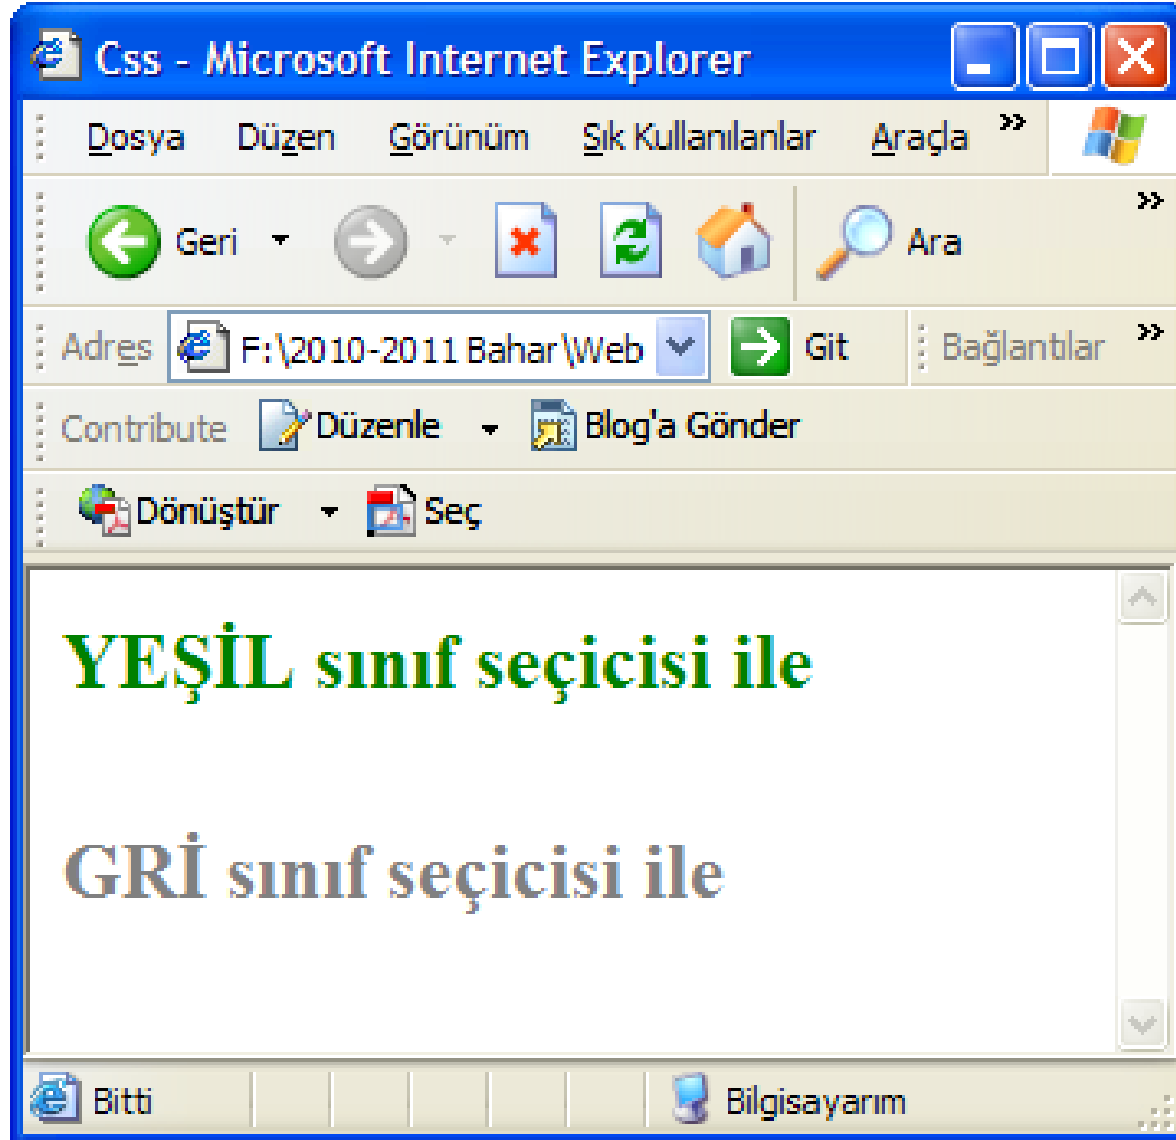 Css - Microsoft Internet Explorer
Dosya Düzen Görünüm Sık Kullanılanlar Araçla »
Geri Ara »
Adres F:\2010-2011 Bahar\Web Git Bağlantılar »
Contribute Düzenle Blog'a Gönder
Dönüştür Seç
YEŞİL sınıf seçicisi ile
GRİ sınıf seçicisi ile
Bitti Bilgisayarım